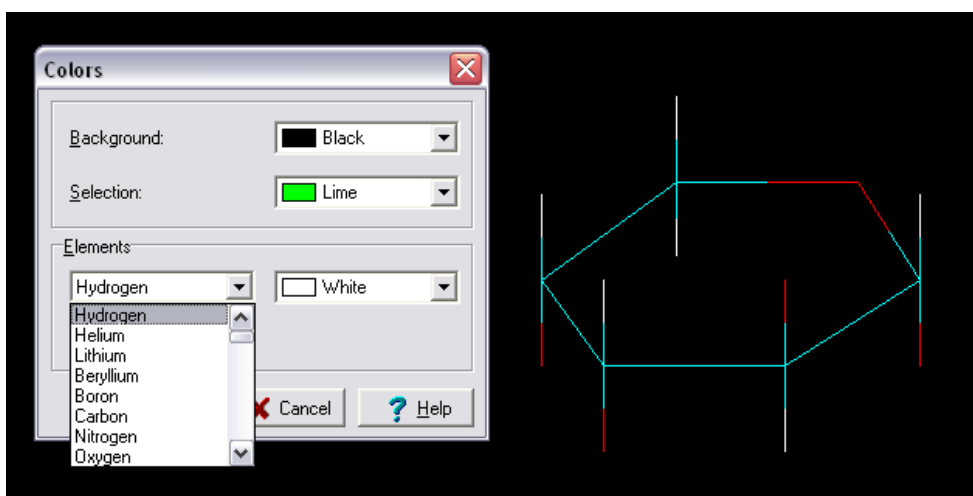 Colors
Background:
Black
Selection:
Lime
Elements
Hydrogen
White
Hydrogen
Helium
Lithium
Beryllium
Boron
Carbon
Nitrogen
Oxygen
Cancel
? Help